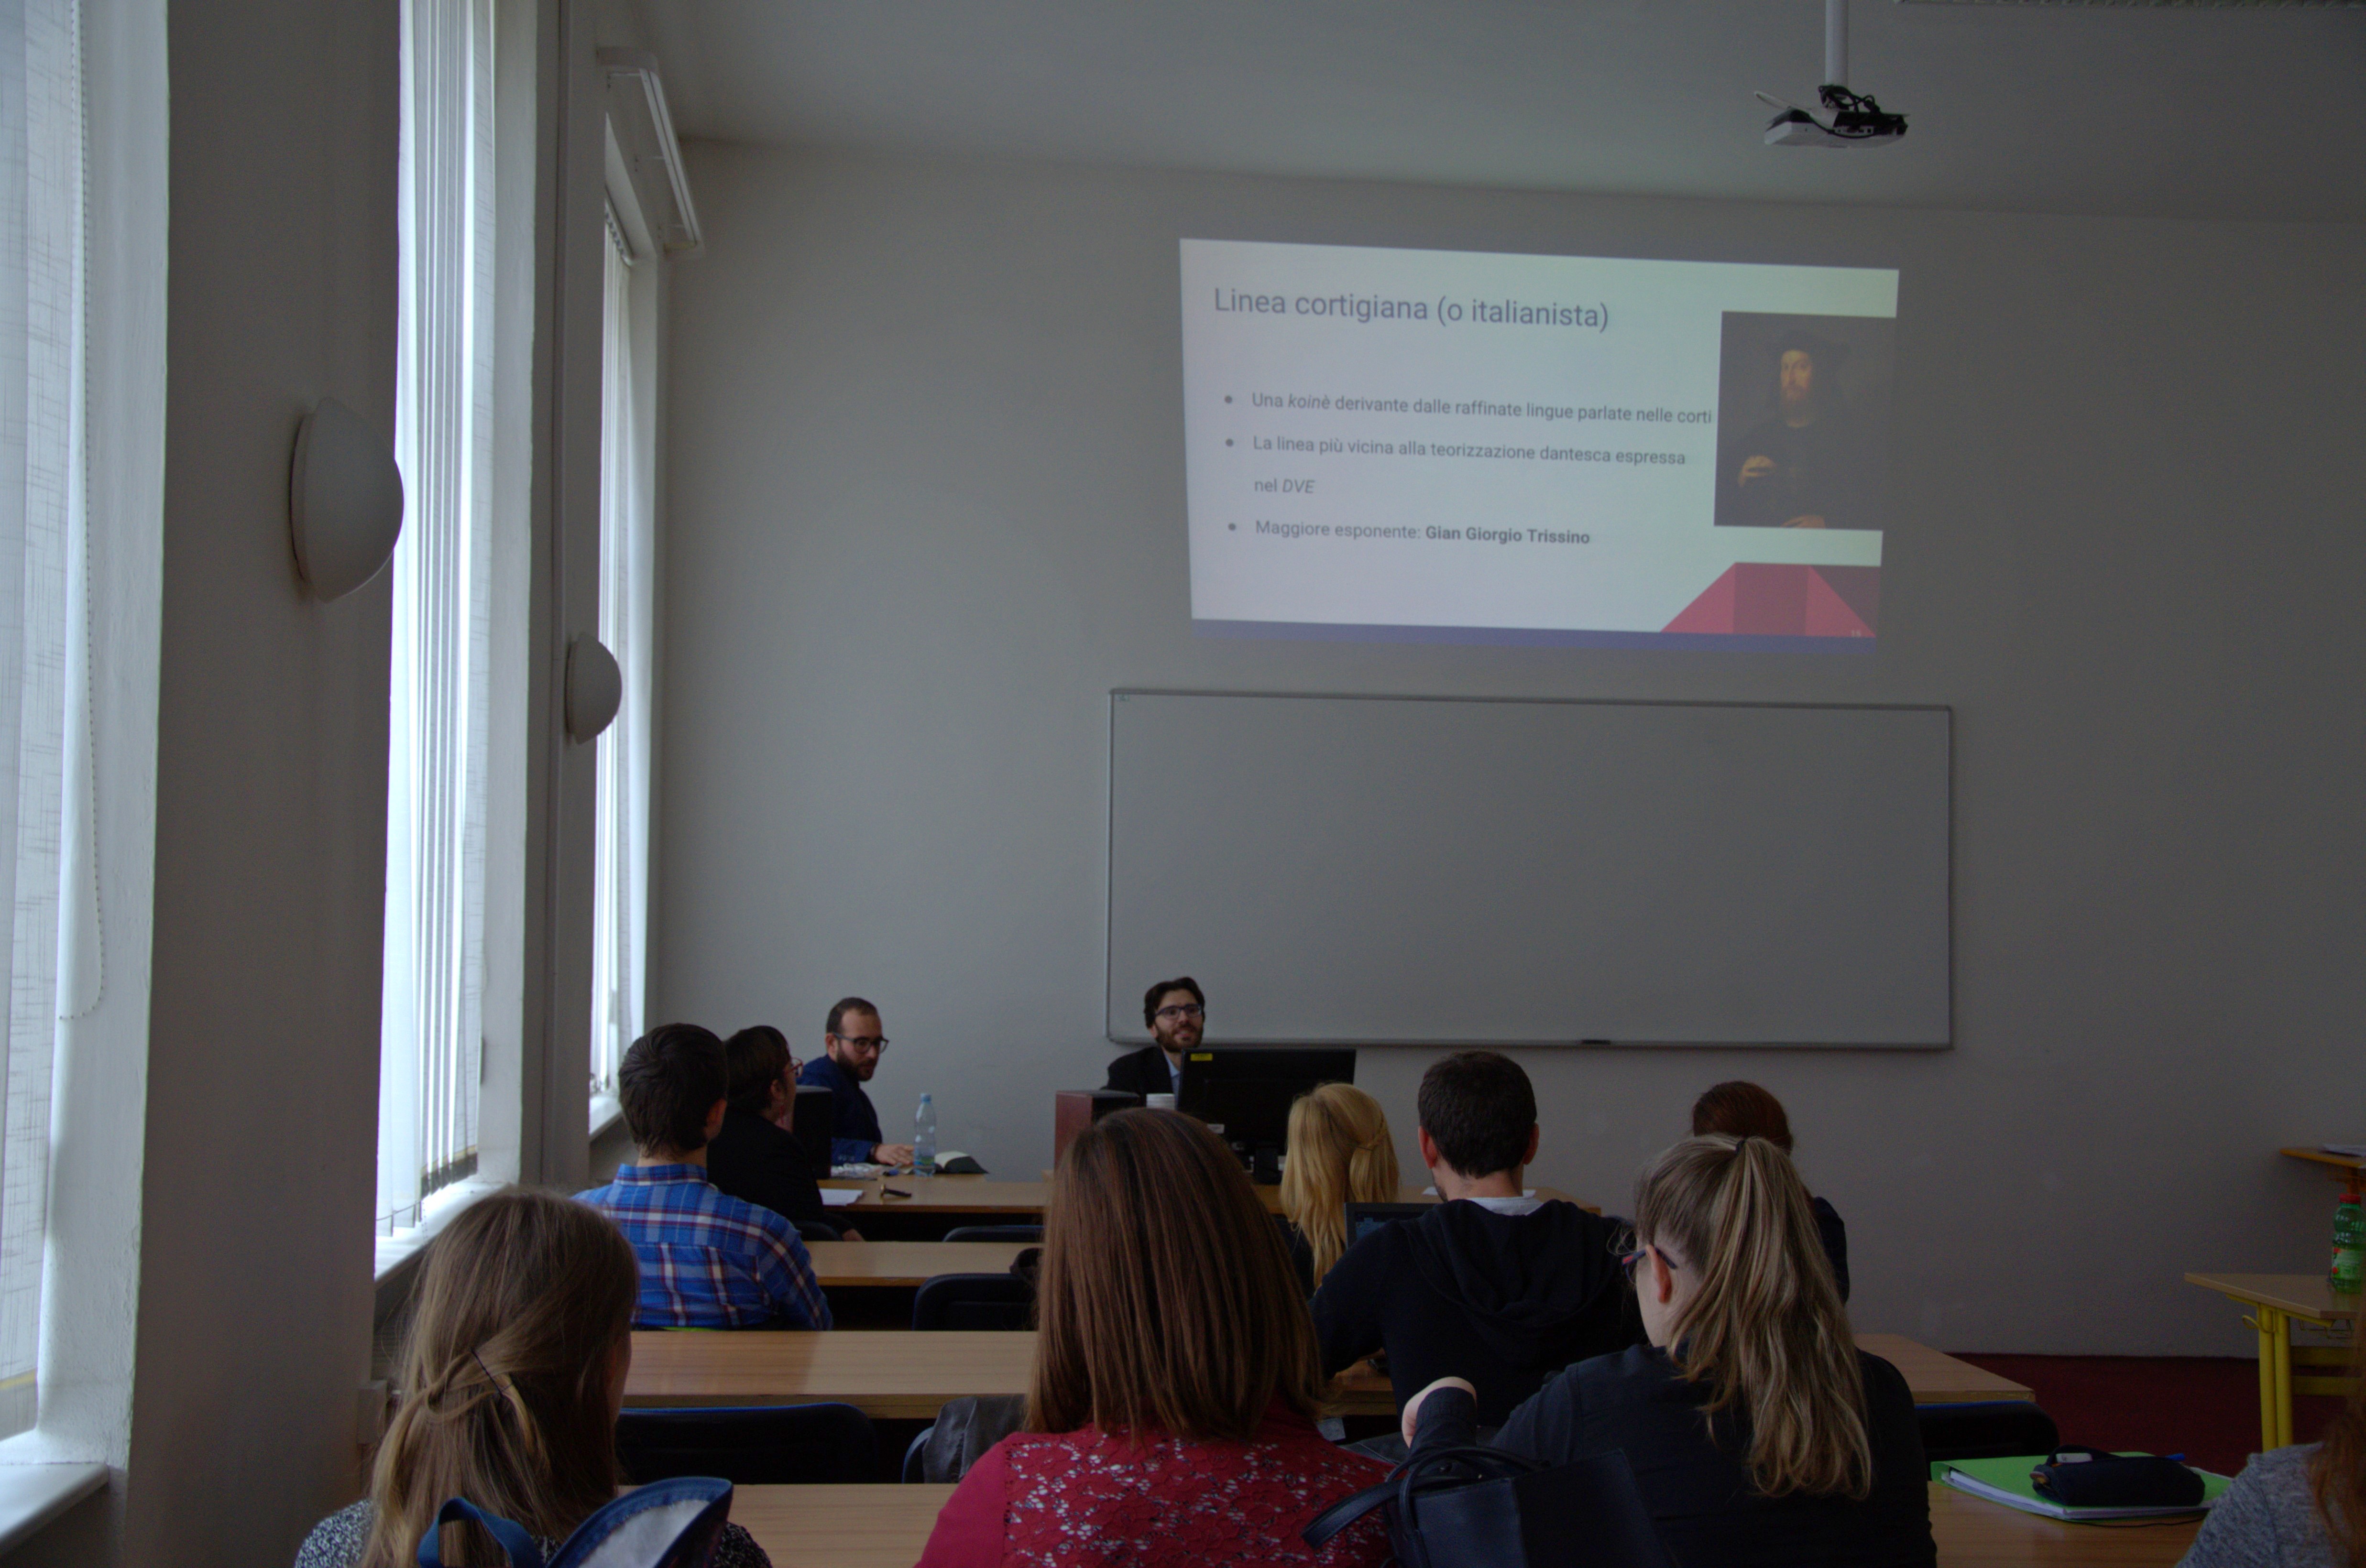 Linea cortigiana (o italianista)
Una koinè derivante dalle raffinate lingue parlate nelle corti
La linea più vicina alla teorizzazione dantesca espressa
nel DVE
Maggiore esponente: Gian Giorgio Trissino